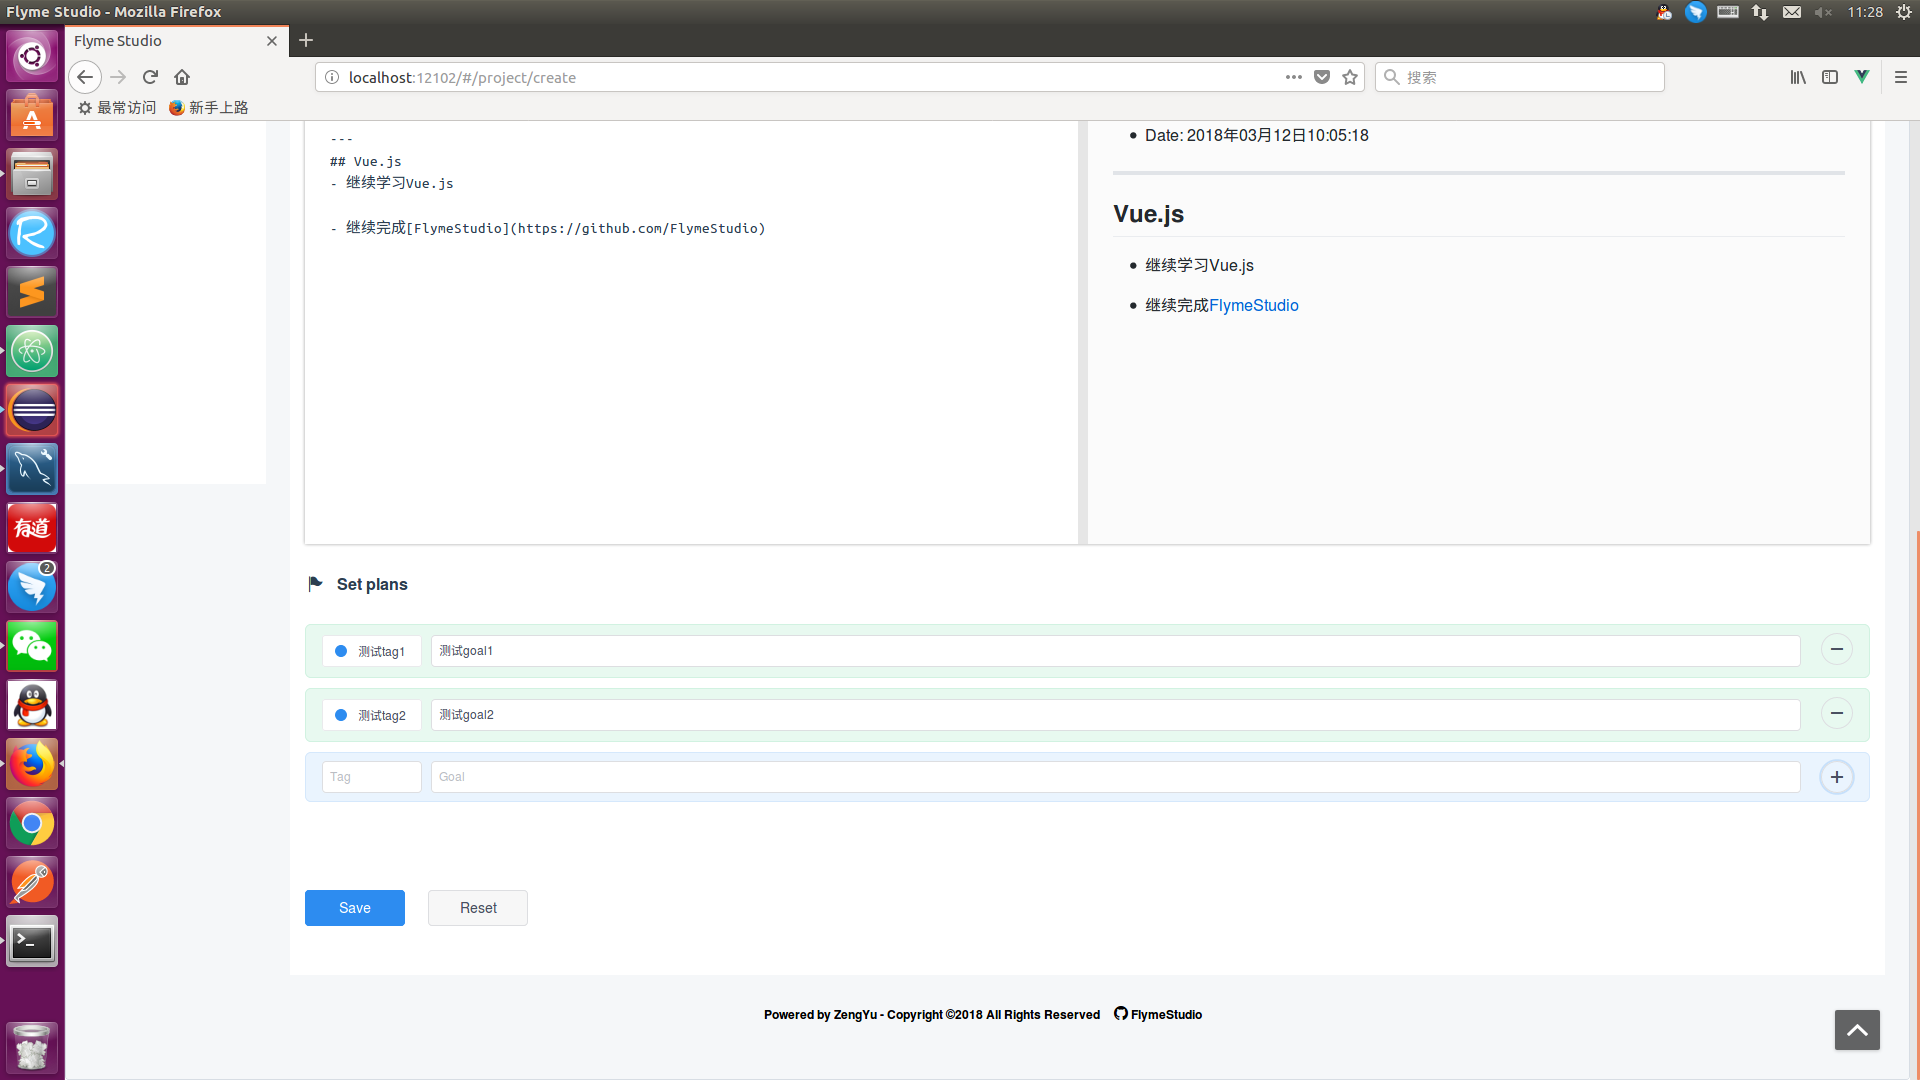 Flyme Studio - Mozilla Firefox
11:28
Flyme Studio
localhost:12102/#/project/create
搜索
最常访问 新手上路
---
## Vue.js
- 继续学习Vue.js
- 继续完成[FlymeStudio](https://github.com/FlymeStudio)
Date: 2018年03月12日10:05:18
Vue.js
继续学习Vue.js
继续完成FlymeStudio
Set plans
测试tag1 测试goal1
测试tag2 测试goal2
Tag Goal
Save Reset
Powered by ZengYu - Copyright ©2018 All Rights Reserved FlymeStudio
有道
2